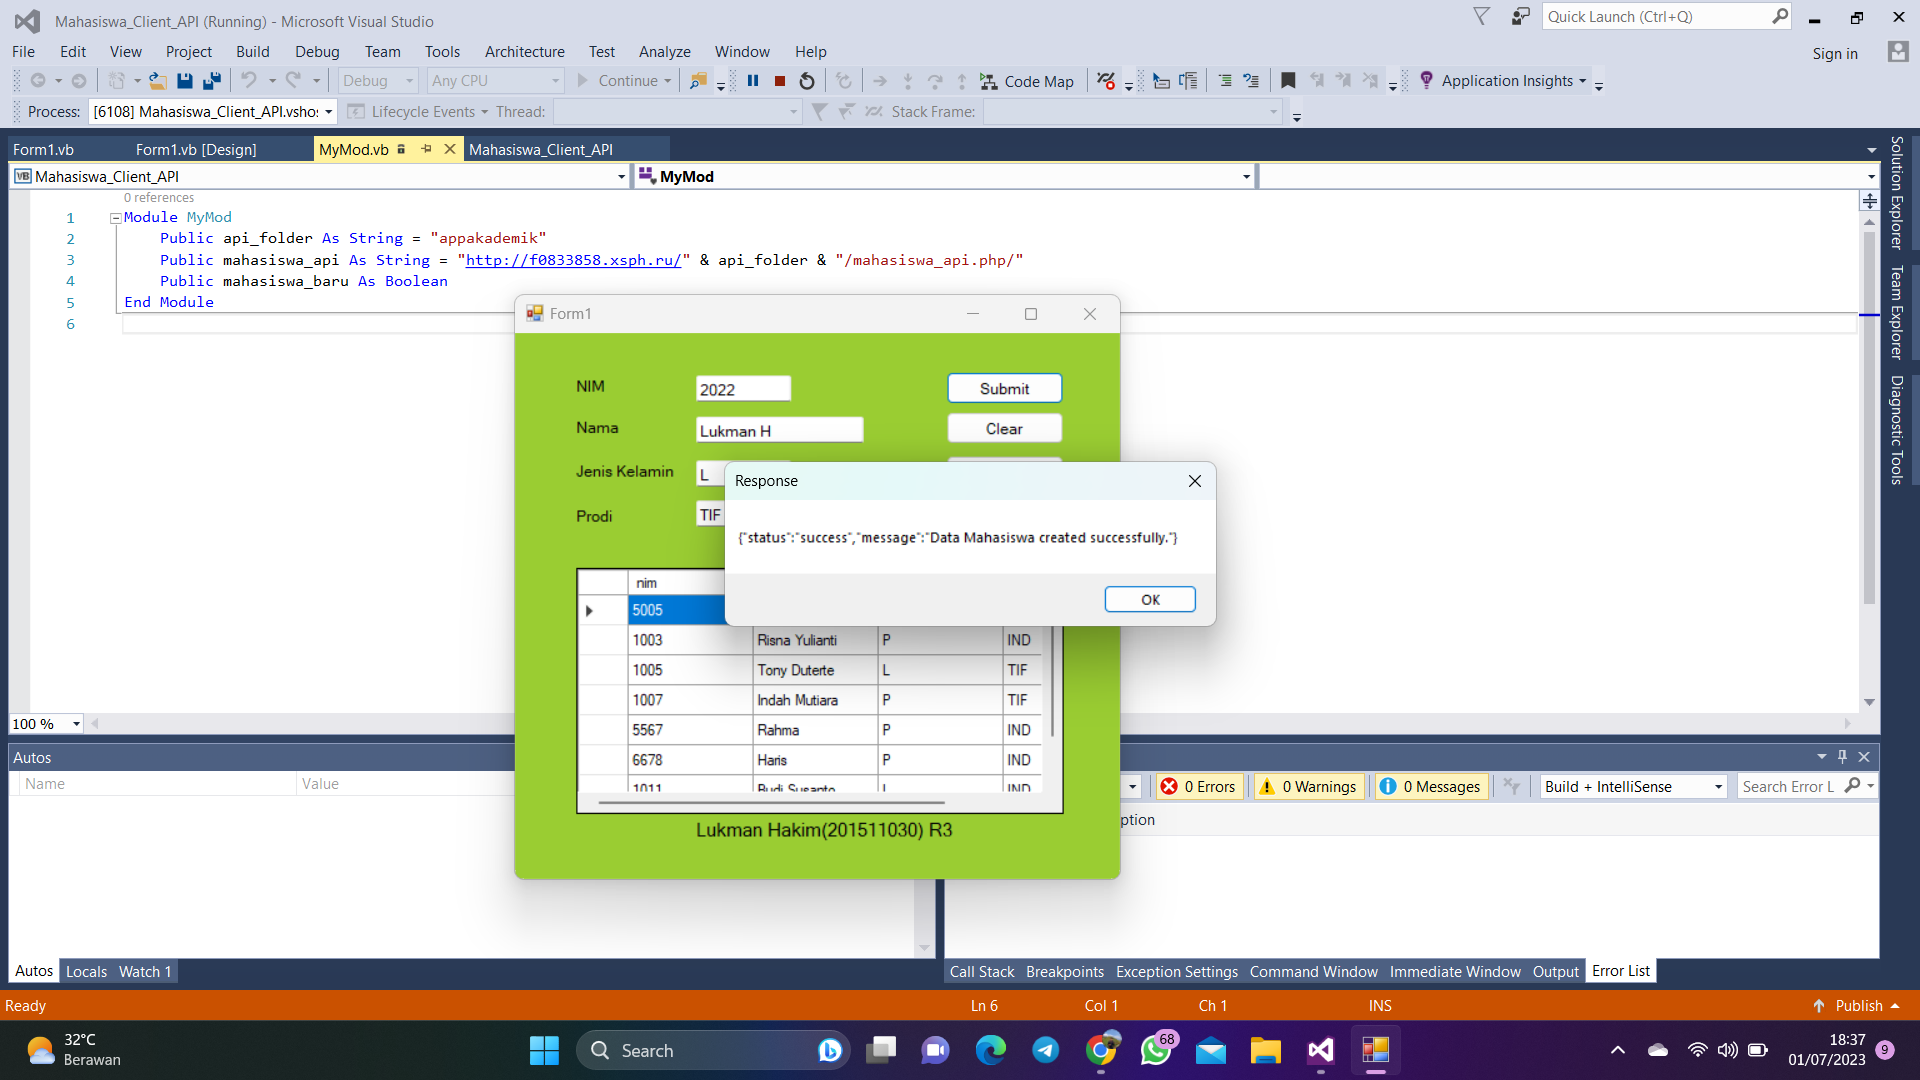 Mahasiswa_Client_API (Running) - Microsoft Visual Studio
Quick Launch (Ctrl+Q)
File Edit View Project Build Debug Team Tools Architecture Test Analyze Window Help
Sign in
Debug Any CPU Continue Code Map Application Insights
Process: [6108] Mahasiswa_Client_API.vshos Lifecycle Events Thread: Stack Frame:
Form1.vb Form1.vb [Design] MyMod.vb Mahasiswa_Client_API
VB Mahasiswa_Client_API MyMod
0 references
1 Module MyMod
2 Public api_folder As String = "appakademik"
3 Public mahasiswa_api As String = "http://f0833858.xsph.ru/" & api_folder & "/mahasiswa_api.php/"
4 Public mahasiswa_baru As Boolean
5 End Module
6
Solution Explorer
Team Explorer
Diagnostic Tools
Form1
NIM 2022 Submit
Nama Lukman H Clear
Jenis Kelamin L
Prodi TIF
Response
{"status":"success","message":"Data Mahasiswa created successfully."}
OK
nim
5005
1003 Risna Yulianti P IND
1005 Tony Duterte L TIF
1007 Indah Mutiara P TIF
5567 Rahma P IND
6678 Haris P IND
1011 Budi Susanto L IND
Lukman Hakim(201511030) R3
100 %
Autos
Name Value
0 Errors 0 Warnings 0 Messages Build + IntelliSense Search Error L
ption
Autos Locals Watch 1
Call Stack Breakpoints Exception Settings Command Window Immediate Window Output Error List
Ready Ln 6 Col 1 Ch 1 INS Publish
32°C
Berawan
Search
68
18:37
01/07/2023
9